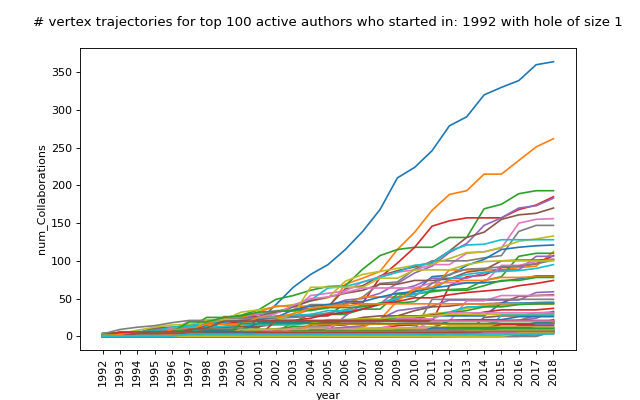 # vertex trajectories for top 100 active authors who started in: 1992 with hole of size 1
num_Collaborations
350
300
250
200
150
100
50
0
1992 1993 1994 1995 1996 1997 1998 1999 2000 2001 2002 2003 2004 2005 2006 2007 2008 2009 2010 2011 2012 2013 2014 2015 2016 2017 2018
year